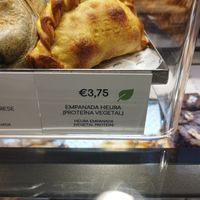 €3,75
EMPANADA HEURA
(PROTEÍNA VEGETAL)
HEURA EMPANADA
(VEGETAL PROTEIN)